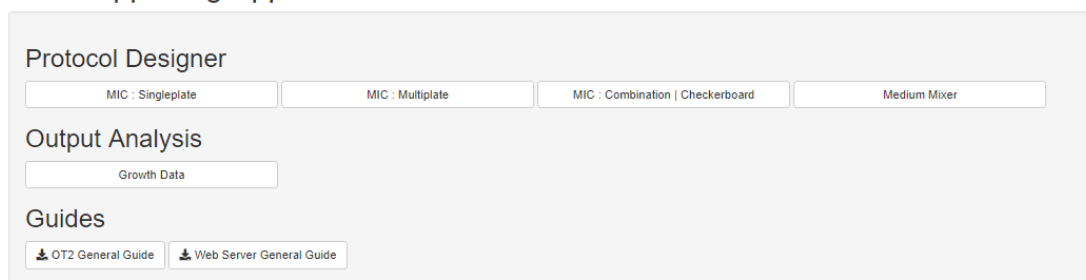 Protocol Designer
MIC : Singleplate MIC : Multiplate MIC : Combination | Checkerboard Medium Mixer
Output Analysis
Growth Data
Guides
OT2 General Guide Web Server General Guide